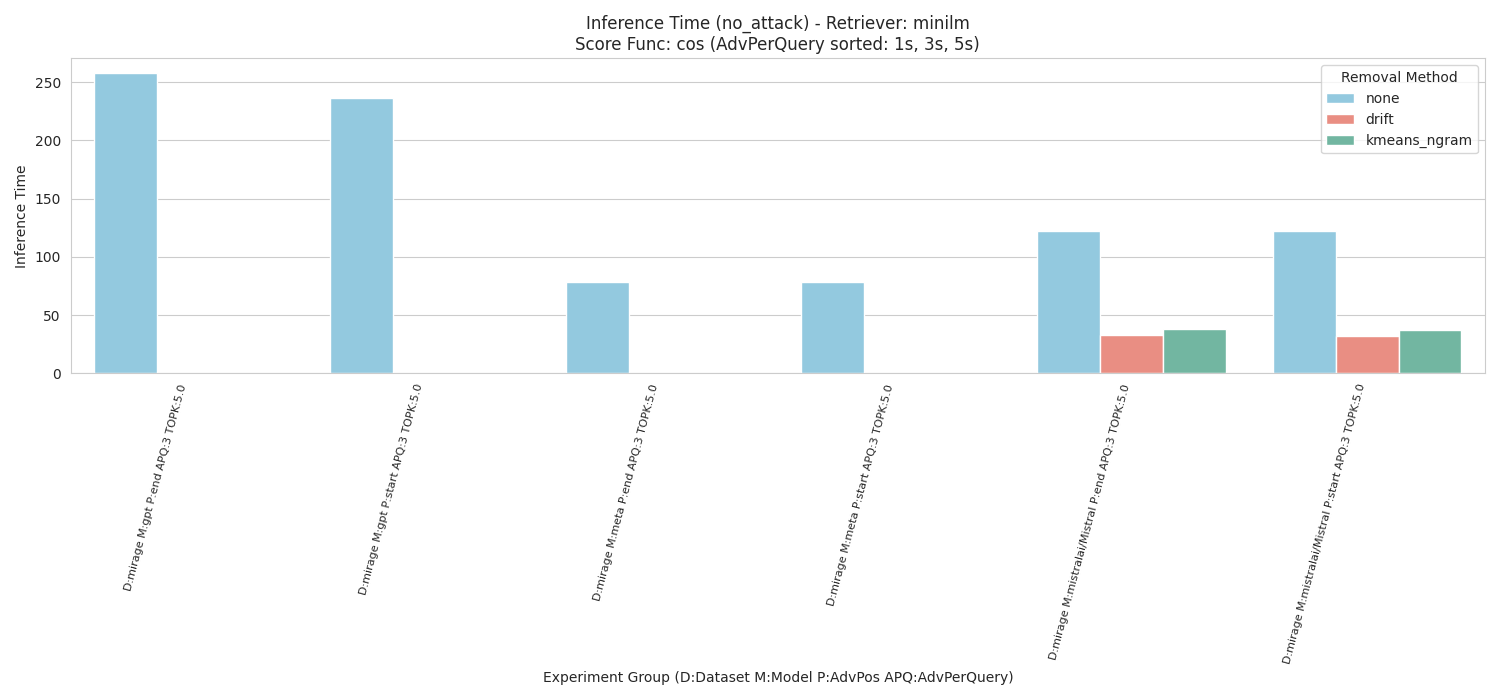 Inference Time (no_attack) - Retriever: minilm
Score Func: cos (AdvPerQuery sorted: 1s, 3s, 5s)
Removal Method
none
drift
kmeans_ngram
Inference Time
250
200
150
100
50
0
D:mirage M:gpt P:end APQ:3 TOPK:5.0
D:mirage M:gpt P:start APQ:3 TOPK:5.0
D:mirage M:meta P:end APQ:3 TOPK:5.0
D:mirage M:meta P:start APQ:3 TOPK:5.0
D:mirage M:mistralai/Mistral P:end APQ:3 TOPK:5.0
D:mirage M:mistralai/Mistral P:start APQ:3 TOPK:5.0
Experiment Group (D:Dataset M:Model P:AdvPos APQ:AdvPerQuery)